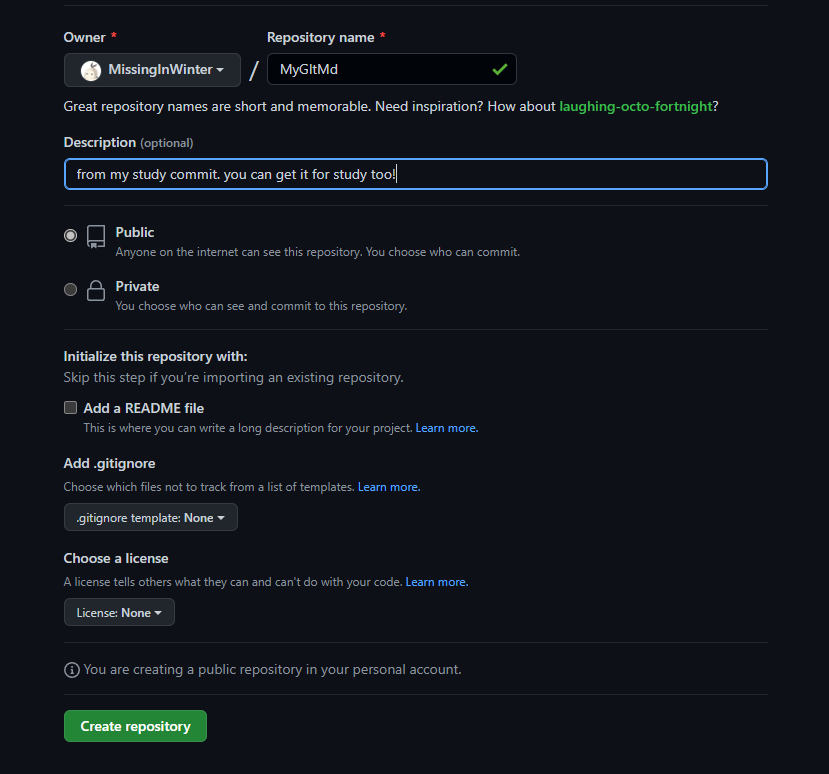 Owner *
Repository name *
MissingInWinter
/
MyGItMd
Great repository names are short and memorable. Need inspiration? How about laughing-octo-fortnight?
Description (optional)
from my study commit. you can get it for study too!
Public
Anyone on the internet can see this repository. You choose who can commit.
Private
You choose who can see and commit to this repository.
Initialize this repository with:
Skip this step if you're importing an existing repository.
Add a README file
This is where you can write a long description for your project. Learn more.
Add .gitignore
Choose which files not to track from a list of templates. Learn more.
.gitignore template: None
Choose a license
A license tells others what they can and can't do with your code. Learn more.
License: None
You are creating a public repository in your personal account.
Create repository